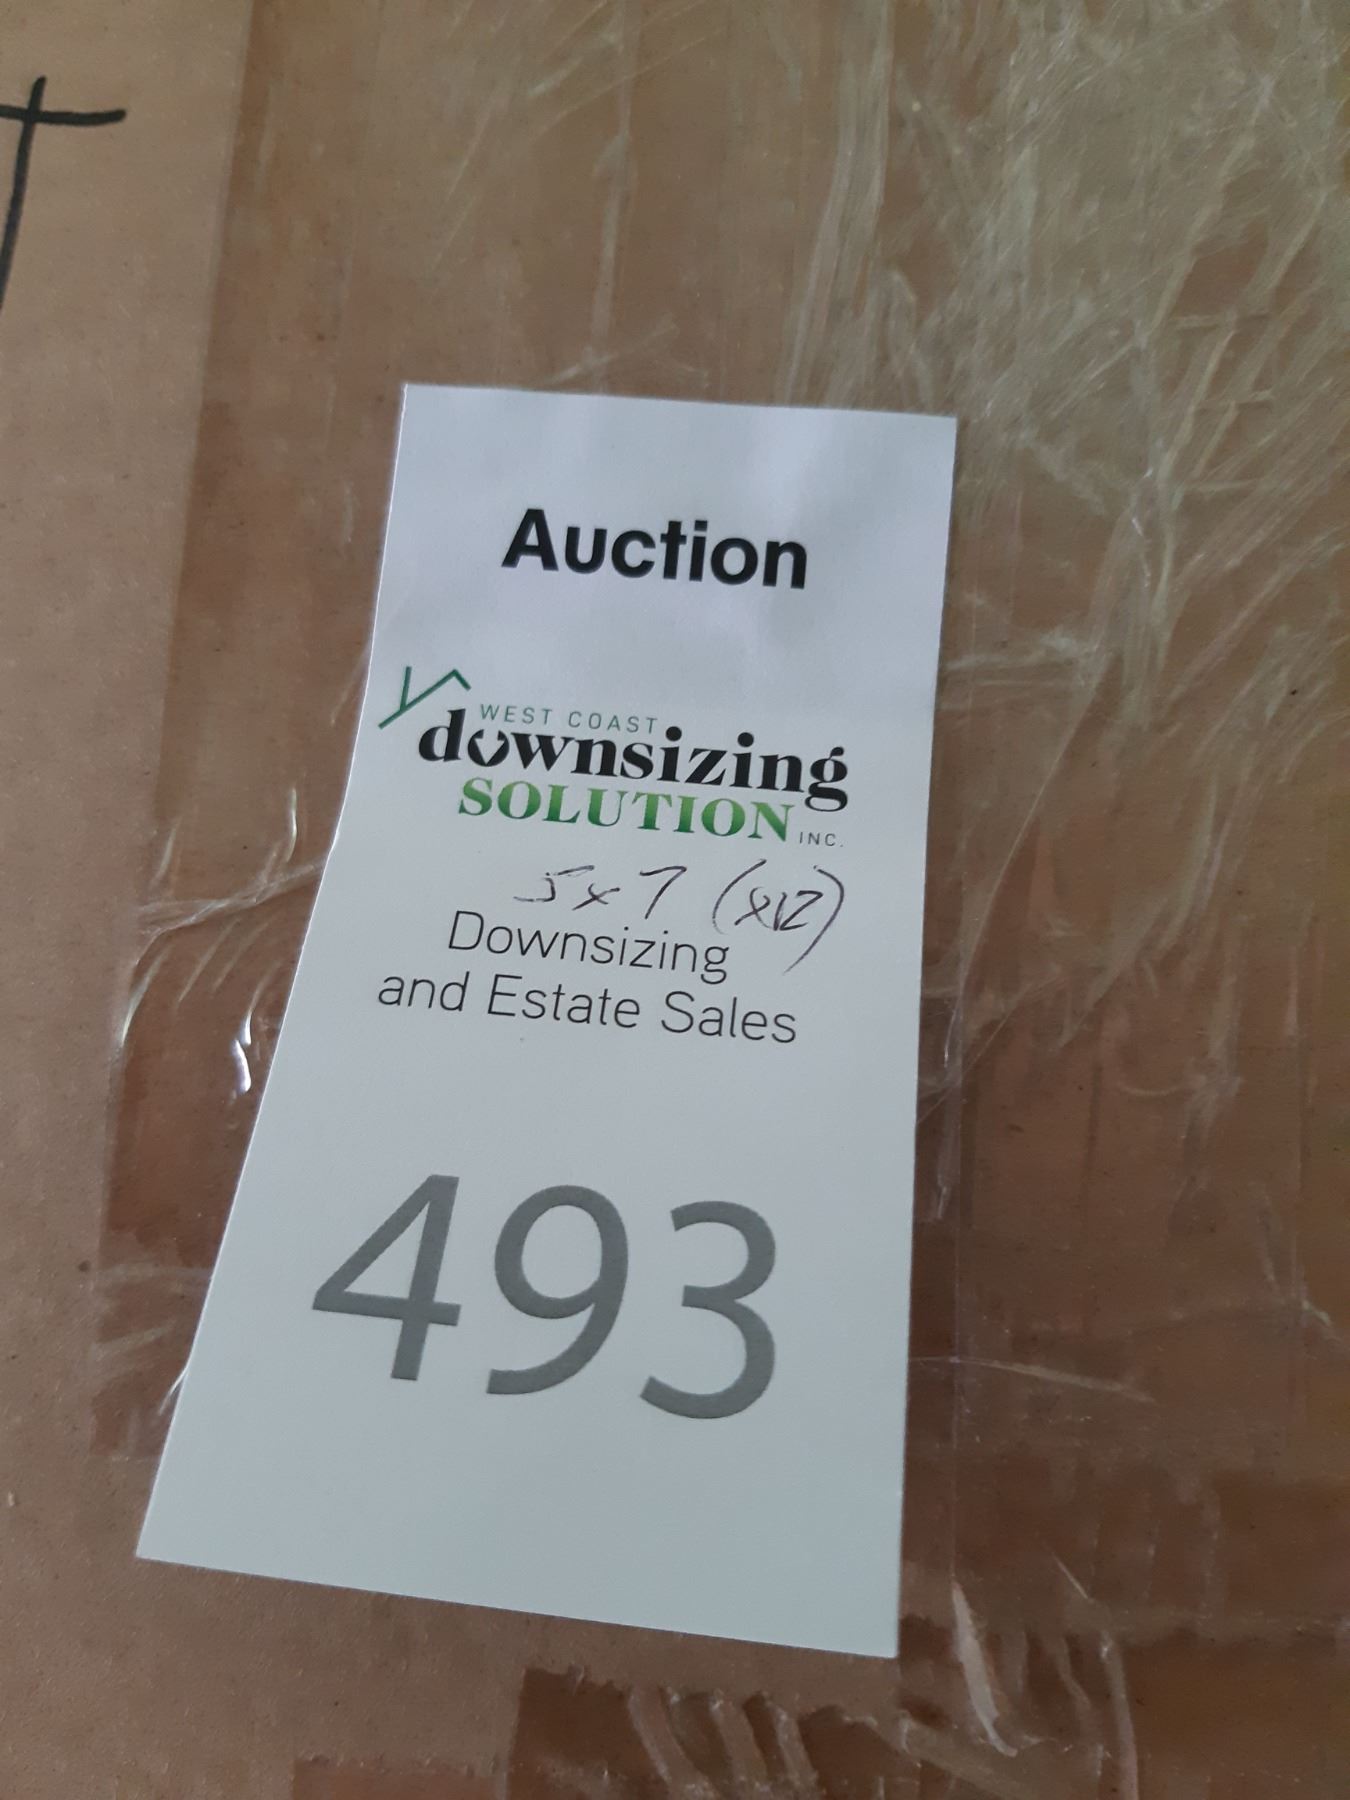 Auction
WEST COAST
downsizing
SOLUTION INC.
5x7 (x12)
Downsizing
and Estate Sales
493